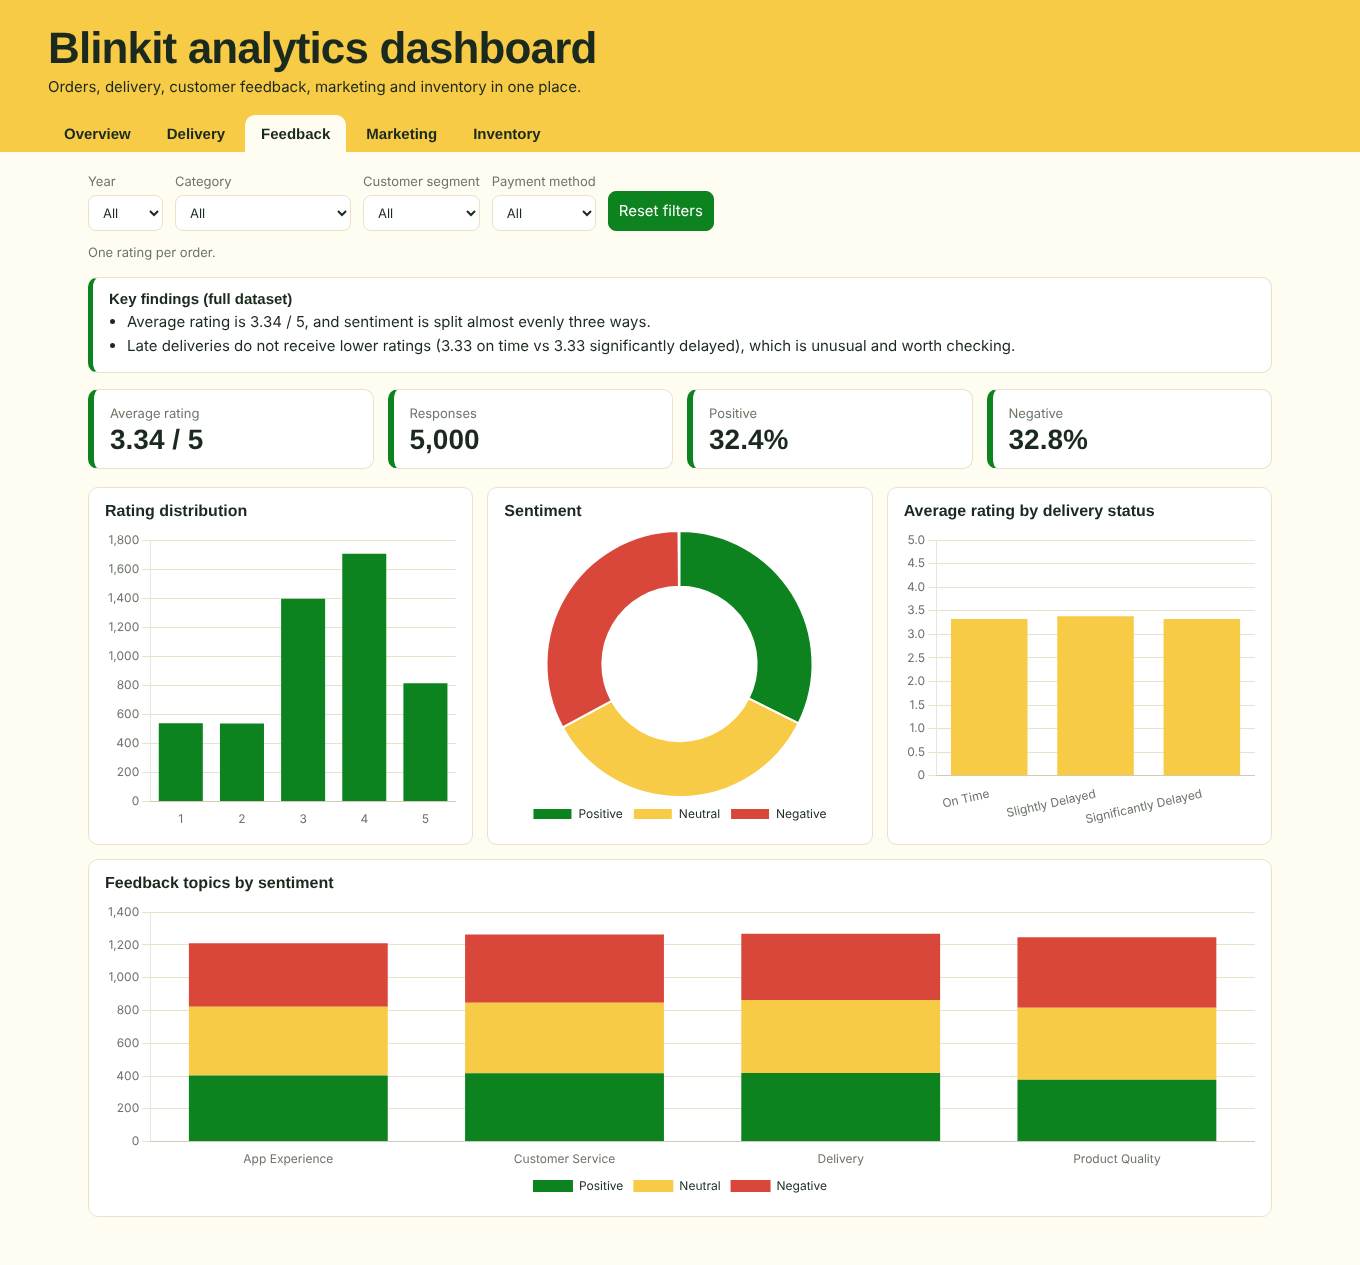 Blinkit analytics dashboard
Orders, delivery, customer feedback, marketing and inventory in one place.
Overview Delivery Feedback Marketing Inventory
Year Category Customer segment Payment method
All All All All Reset filters
One rating per order.
Key findings (full dataset)
• Average rating is 3.34 / 5, and sentiment is split almost evenly three ways.
• Late deliveries do not receive lower ratings (3.33 on time vs 3.33 significantly delayed), which is unusual and worth checking.
Average rating
3.34 / 5
Responses
5,000
Positive
32.4%
Negative
32.8%
Rating distribution
1,800
1,600
1,400
1,200
1,000
800
600
400
200
0
1 2 3 4 5
Sentiment
Positive Neutral Negative
Average rating by delivery status
5.0
4.5
4.0
3.5
3.0
2.5
2.0
1.5
1.0
0.5
0
On Time
Slightly Delayed
Significantly Delayed
Feedback topics by sentiment
1,400
1,200
1,000
800
600
400
200
0
App Experience Customer Service Delivery Product Quality
Positive Neutral Negative